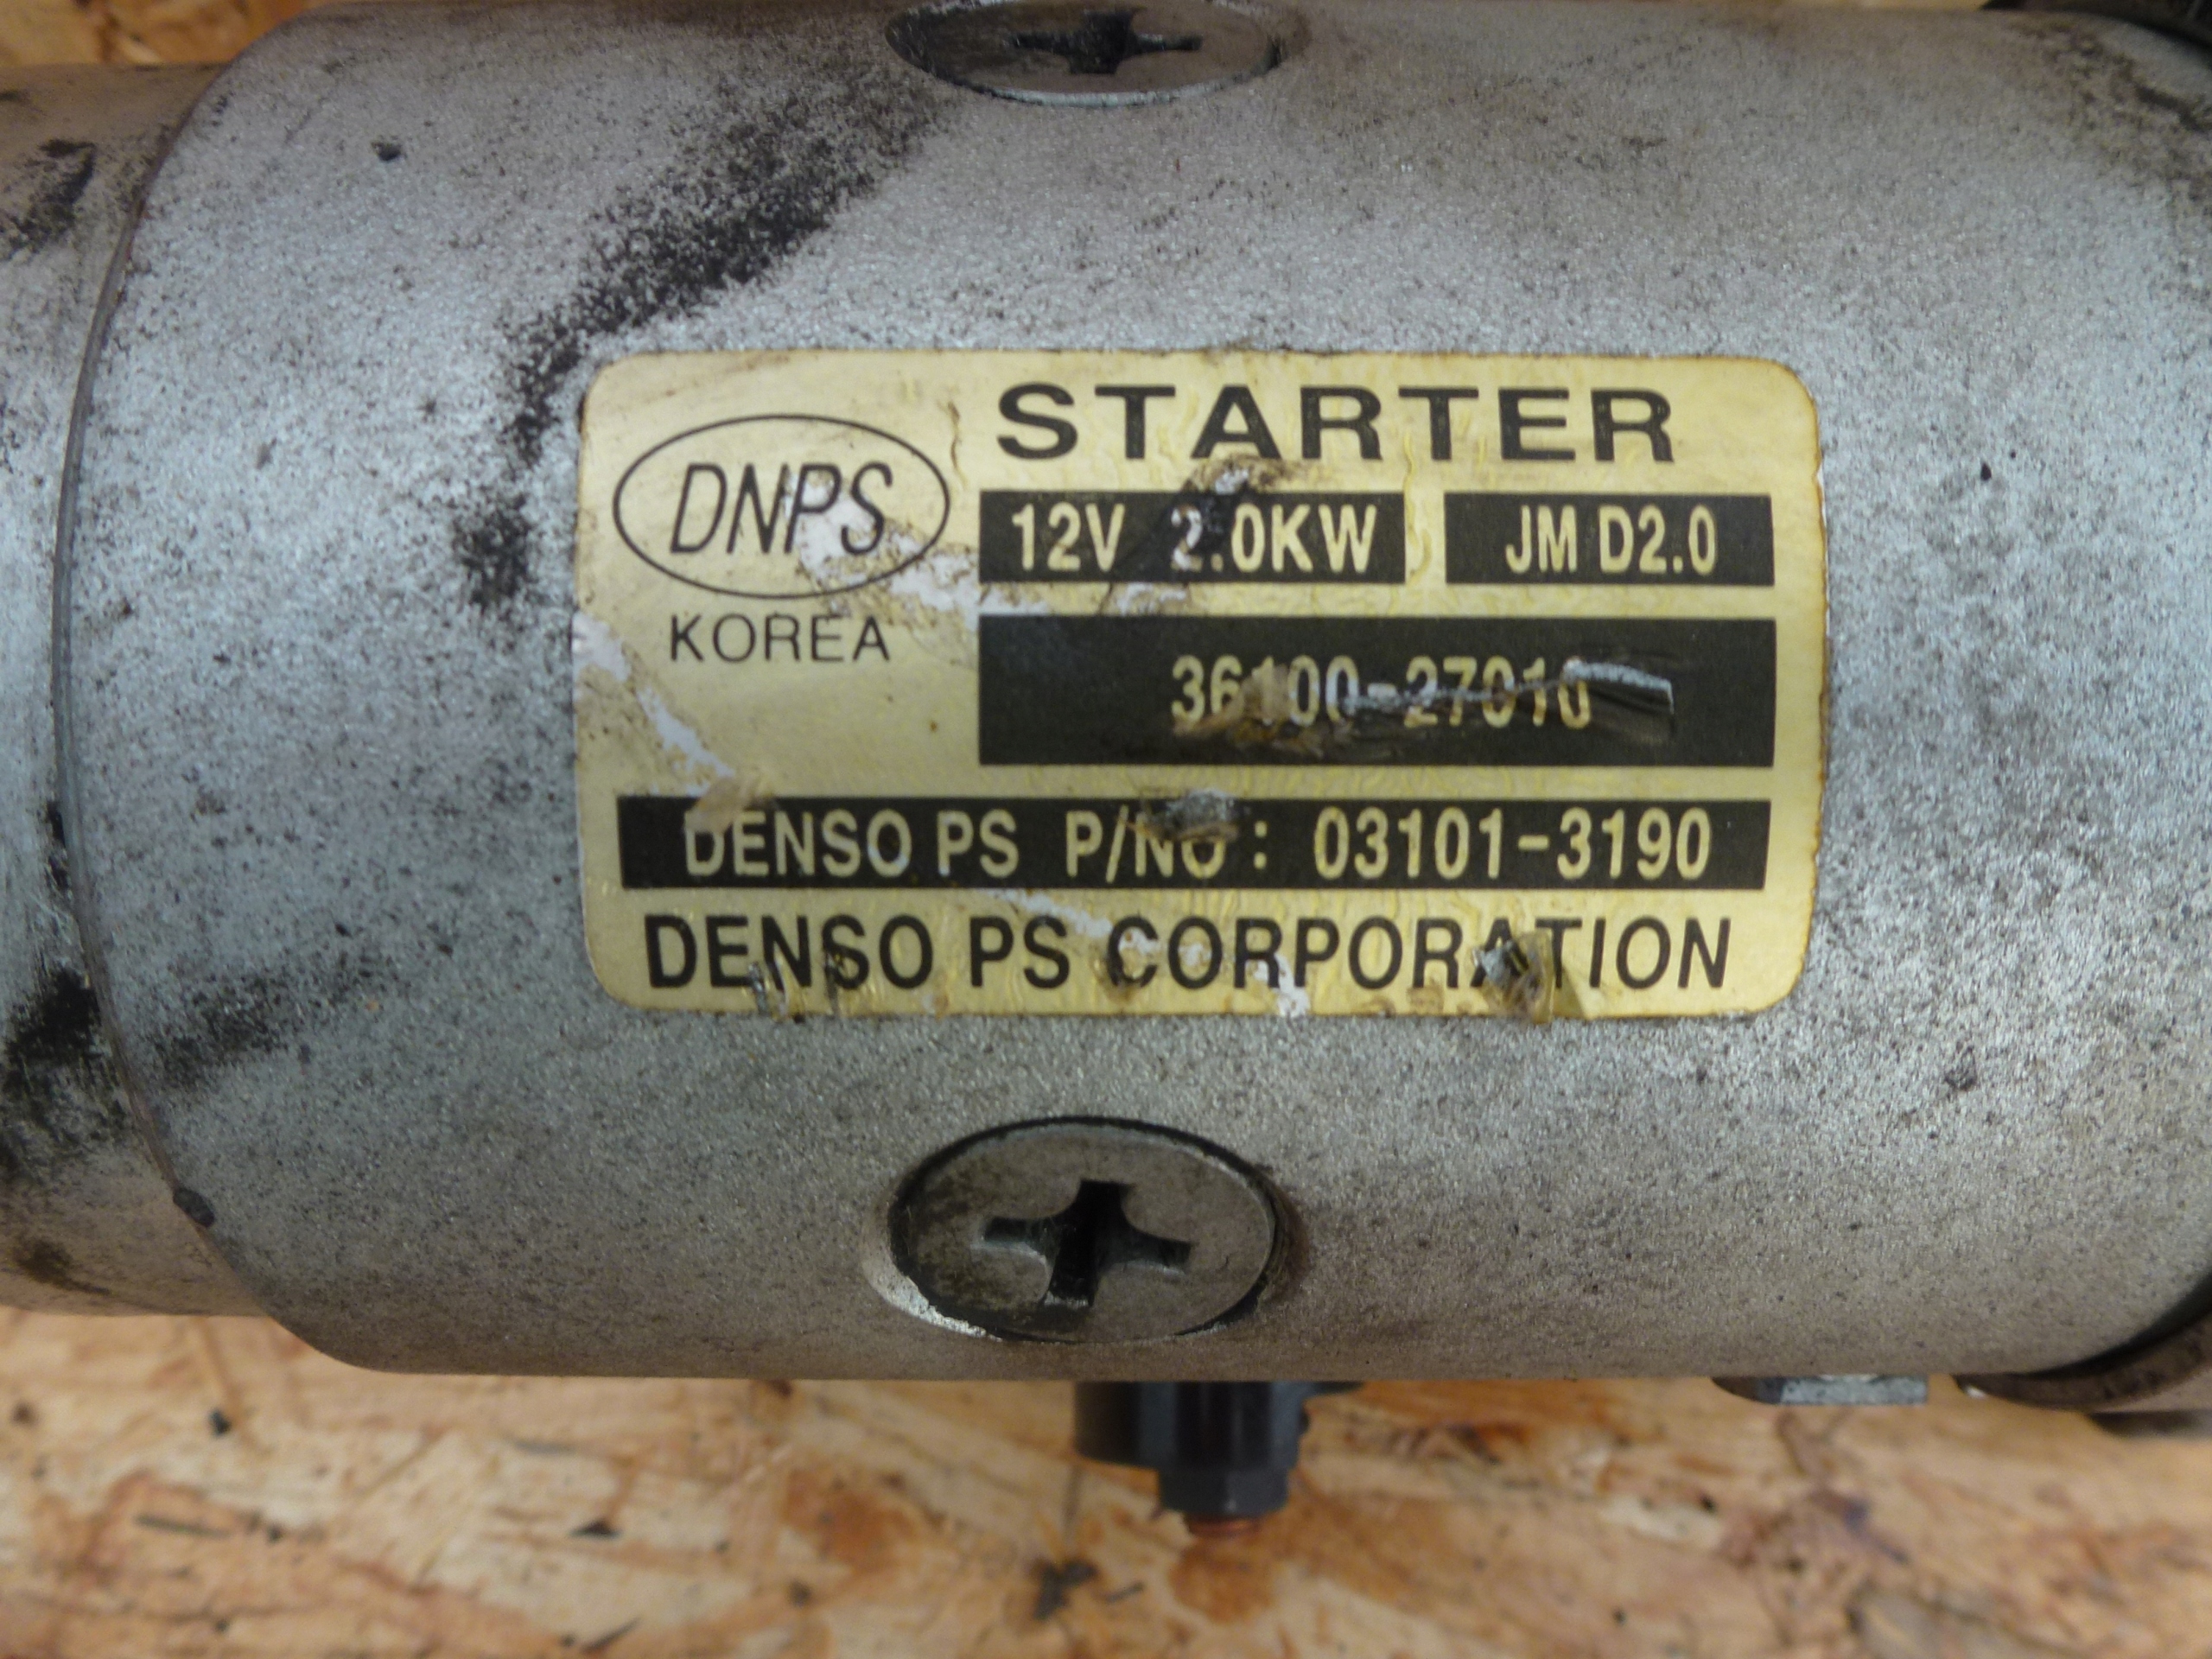 STARTER
DNPS
12V 2.0KW JM D2.0
KOREA
36100-27010
DENSO PS P/NO : 03101-3190
DENSO PS CORPORATION